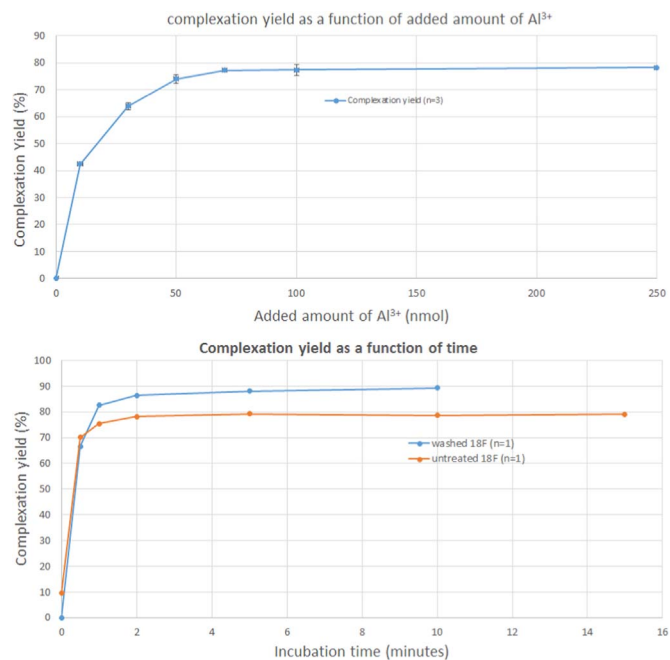 complexation yield as a function of added amount of Al³⁺
90
80
70
60
50
40
30
20
10
0
Complexation Yield (%)
Complexation yield (n=3)
0 50 100 150 200 250
Added amount of Al³⁺ (nmol)
Complexation yield as a function of time
100
90
80
70
60
50
40
30
20
10
0
Complexation yield (%)
washed 18F (n=1)
untreated 18F (n=1)
0 2 4 6 8 10 12 14 16
Incubation time (minutes)